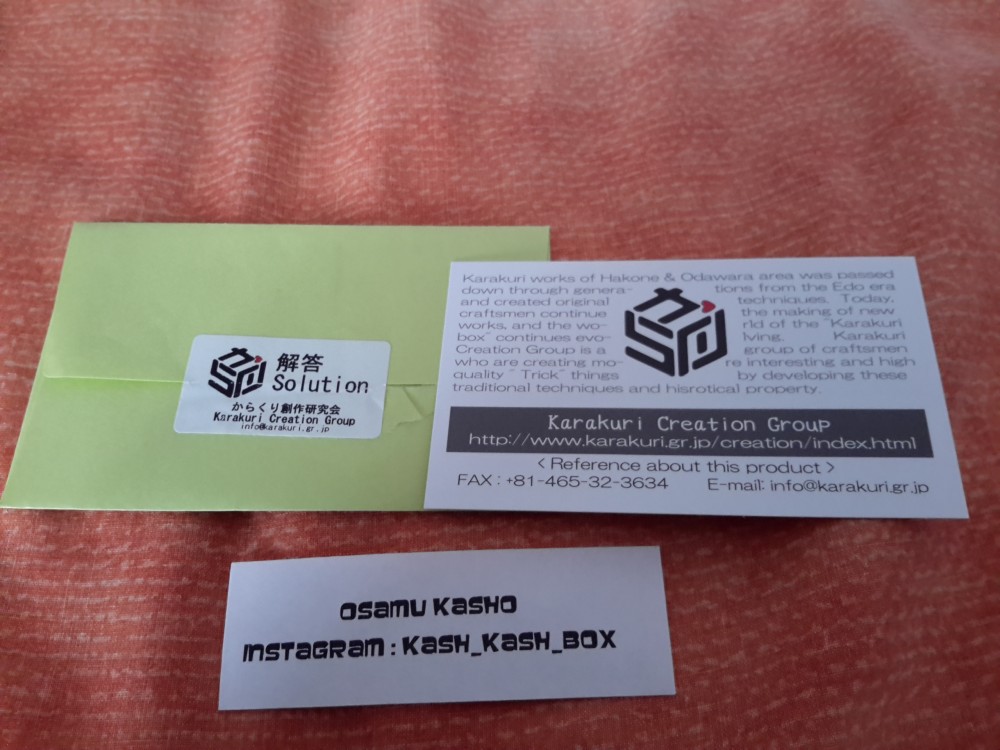 解答
Solution
からくり創作研究会
Karakuri Creation Group
info@karakuri.gr.jp
Karakuri works of Hakone & Odawara area was passed
down through genera- tions from the Edo era
and created original techniques. Today,
craftsmen continue the making of new
works, and the wo- rld of the "Karakuri
box" continues evo- lving. Karakuri
Creation Group is a group of craftsmen
who are creating mo- re interesting and high
quality " Trick" things by developing these
traditional techniques and hisrotical property.
Karakuri Creation Group
http://www.karakuri.gr.jp/creation/index.html
< Reference about this product >
FAX : +81-465-32-3634 E-mail: info@karakuri.gr.jp
Osamu Kasho
Instagram : Kash_Kash_Box